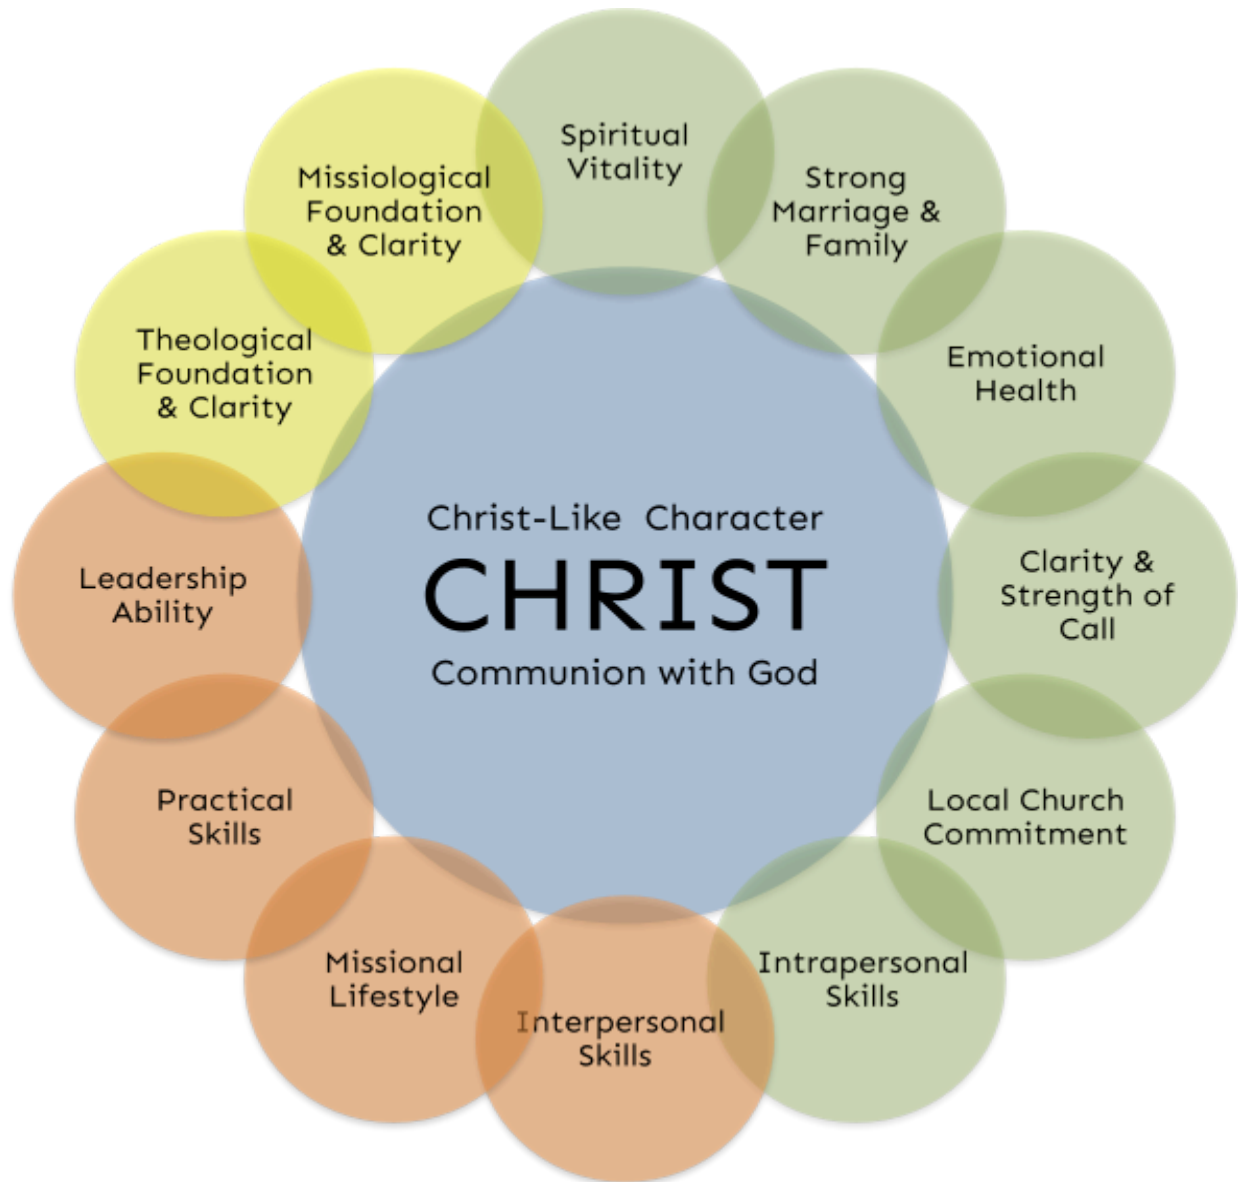 Spiritual
Vitality
Strong
Marriage &
Family
Emotional
Health
Clarity &
Strength of
Call
Local Church
Commitment
Intrapersonal
Skills
Interpersonal
Skills
Missional
Lifestyle
Practical
Skills
Leadership
Ability
Theological
Foundation
& Clarity
Missiological
Foundation
& Clarity
Christ-Like Character
CHRIST
Communion with God